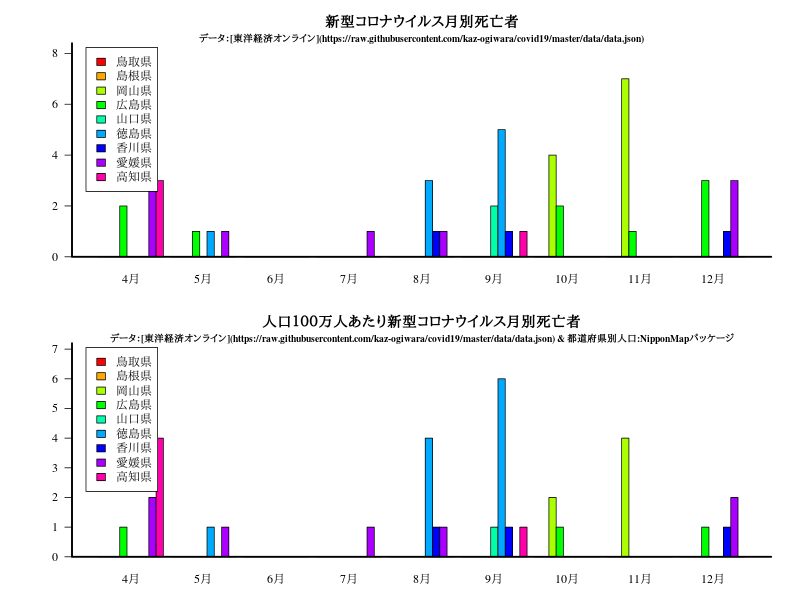 新型コロナウイルス月別死亡者
データ:[東洋経済オンライン](https://raw.githubusercontent.com/kaz-ogiwara/covid19/master/data/data.json)
8
6
4
2
0
鳥取県
島根県
岡山県
広島県
山口県
徳島県
香川県
愛媛県
高知県
4月 5月 6月 7月 8月 9月 10月 11月 12月
人口100万人あたり新型コロナウイルス月別死亡者
データ:[東洋経済オンライン](https://raw.githubusercontent.com/kaz-ogiwara/covid19/master/data/data.json) & 都道府県別人口:NipponMapパッケージ
7
6
5
4
3
2
1
0
鳥取県
島根県
岡山県
広島県
山口県
徳島県
香川県
愛媛県
高知県
4月 5月 6月 7月 8月 9月 10月 11月 12月